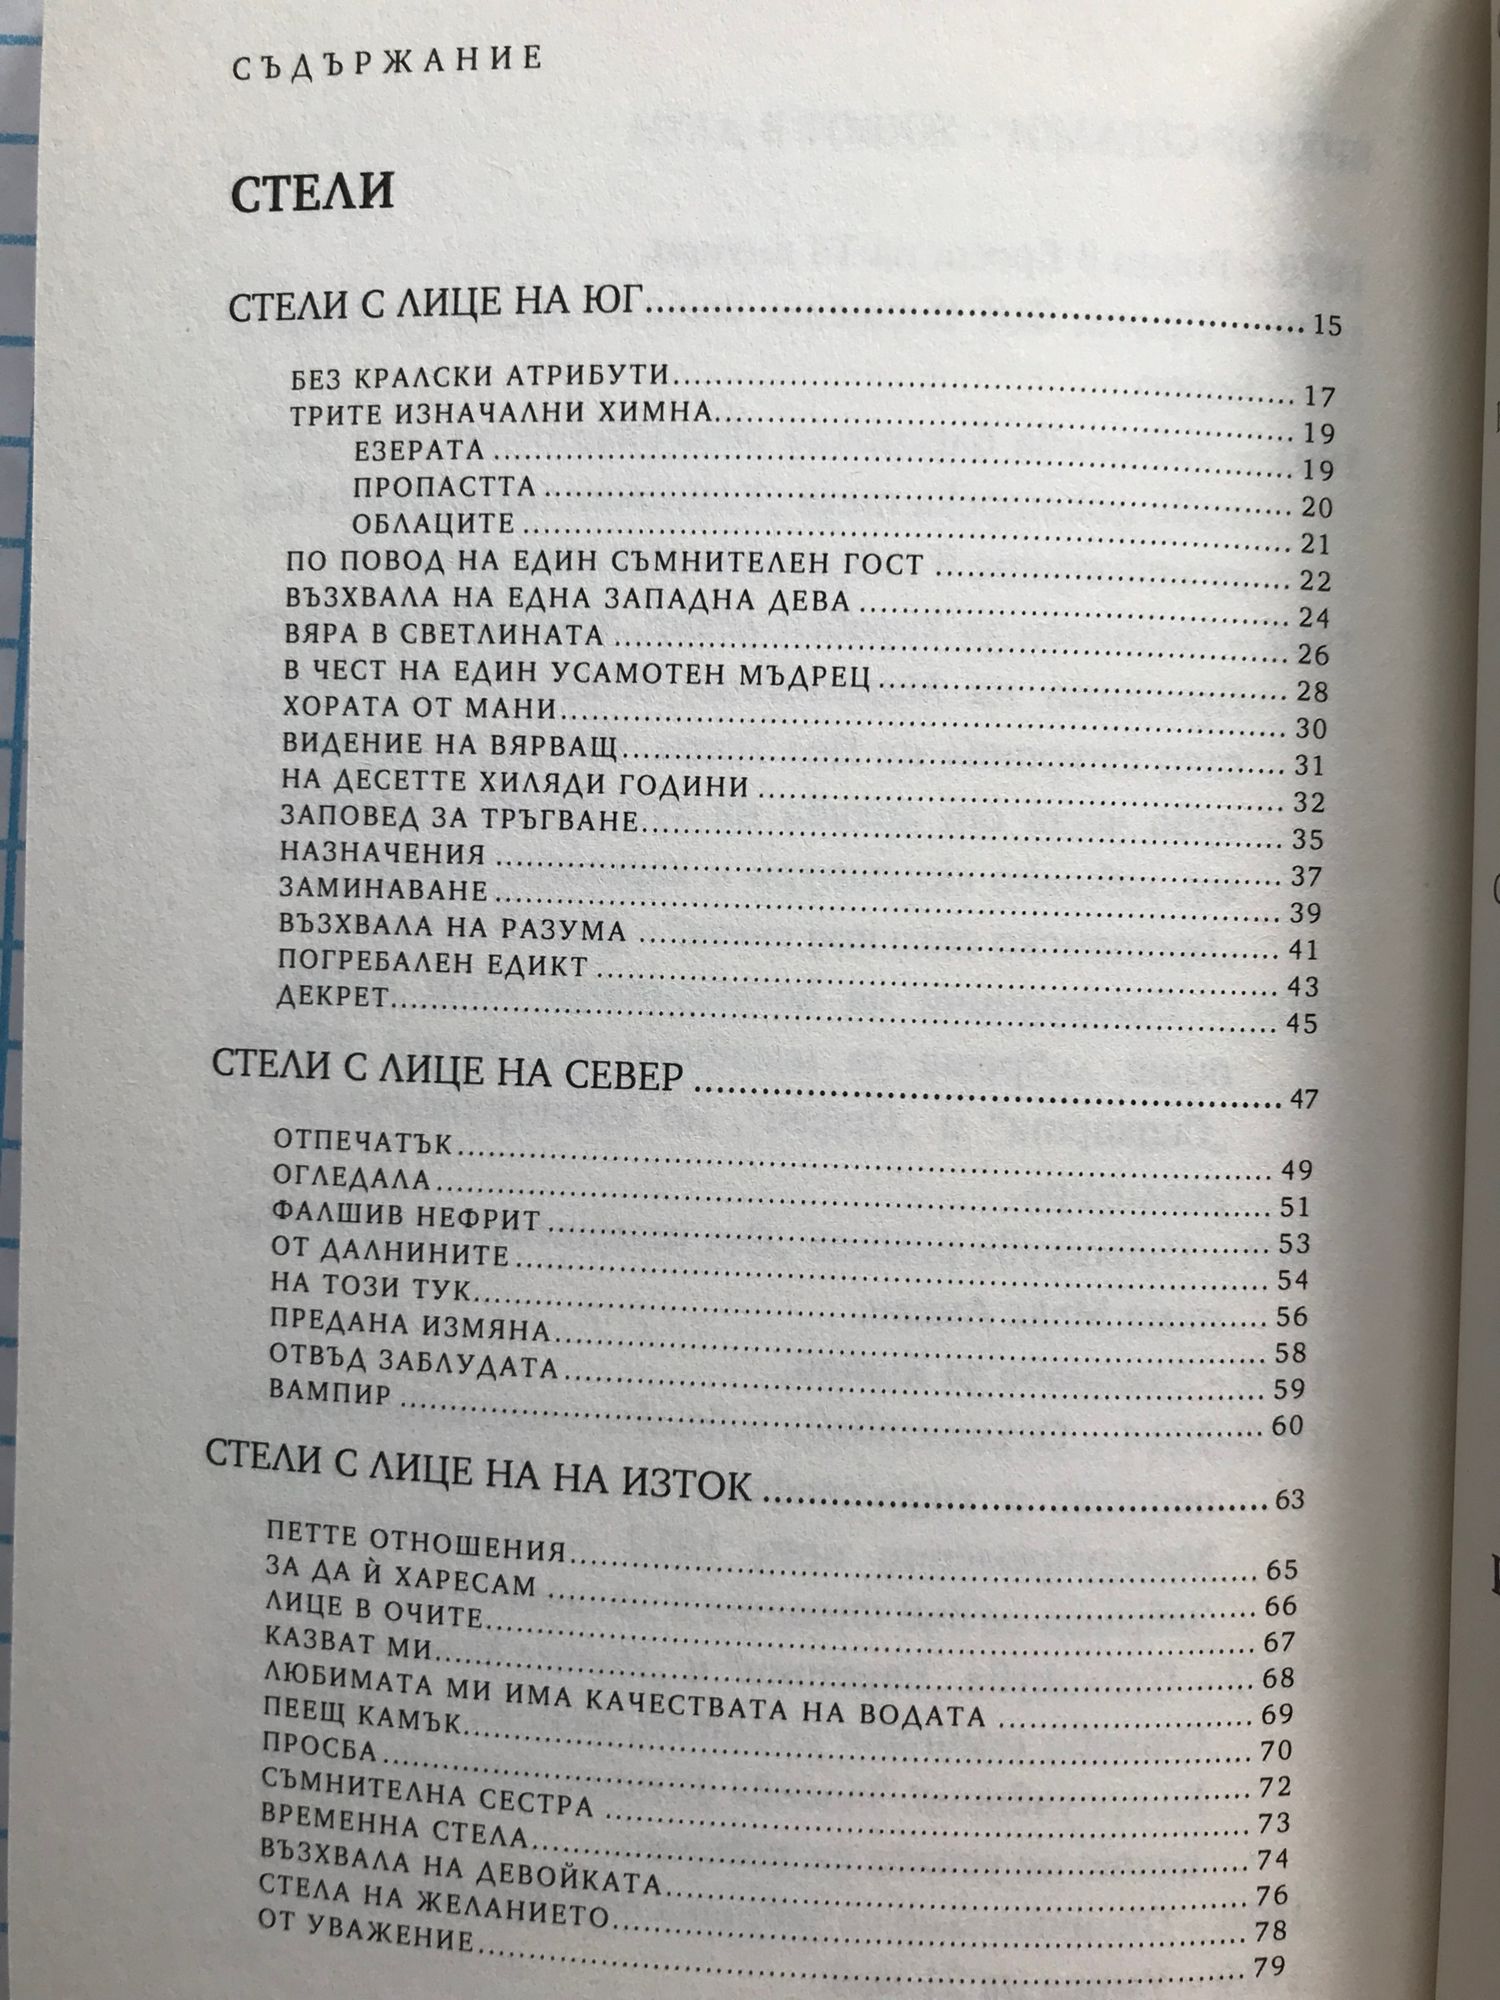 СЪДЪРЖАНИЕ
СТЕЛИ
СТЕЛИ С ЛИЦЕ НА ЮГ 15
БЕЗ КРАЛСКИ АТРИБУТИ 17
ТРИТЕ ИЗНАЧАЛНИ ХИМНА 19
ЕЗЕРАТА 19
ПРОПАСТТА 20
ОБЛАЦИТЕ 21
ПО ПОВОД НА ЕДИН СЪМНИТЕЛЕН ГОСТ 22
ВЪЗХВАЛА НА ЕДНА ЗАПАДНА ДЕВА 24
ВЯРА В СВЕТЛИНАТА 26
В ЧЕСТ НА ЕДИН УСАМОТЕН МЪДРЕЦ 28
ХОРАТА ОТ МАНИ 30
ВИДЕНИЕ НА ВЯРВАЩ 31
НА ДЕСЕТТЕ ХИЛЯДИ ГОДИНИ 32
ЗАПОВЕД ЗА ТРЪГВАНЕ 35
НАЗНАЧЕНИЯ 37
ЗАМИНАВАНЕ 39
ВЪЗХВАЛА НА РАЗУМА 41
ПОГРЕБАЛЕН ЕДИКТ 43
ДЕКРЕТ 45
СТЕЛИ С ЛИЦЕ НА СЕВЕР 47
ОТПЕЧАТЪК 49
ОГЛЕДАЛА 51
ФАЛШИВ НЕФРИТ 53
ОТ ДАЛНИНИТЕ 54
НА ТОЗИ ТУК 56
ПРЕДАНА ИЗМЯНА 58
ОТВЪД ЗАБЛУДАТА 59
ВАМПИР 60
СТЕЛИ С ЛИЦЕ НА НА ИЗТОК 63
ПЕТТЕ ОТНОШЕНИЯ 65
ЗА ДА Ѝ ХАРЕСАМ 66
ЛИЦЕ В ОЧИТЕ 67
КАЗВАТ МИ 68
ЛЮБИМАТА МИ ИМА КАЧЕСТВАТА НА ВОДАТА 69
ПЕЕЩ КАМЪК 70
ПРОСБА 72
СЪМНИТЕЛНА СЕСТРА 73
ВРЕМЕННА СТЕЛА 74
ВЪЗХВАЛА НА ДЕВОЙКАТА 76
СТЕЛА НА ЖЕЛАНИЕТО 78
ОТ УВАЖЕНИЕ 79